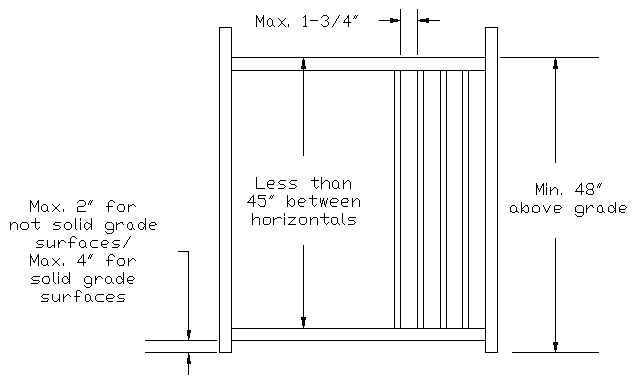 Max. 1-3/4"
Less than
45" between
horizontals
Min. 48"
above grade
Max. 2" for
not solid grade
surfaces/
Max. 4" for
solid grade
surfaces